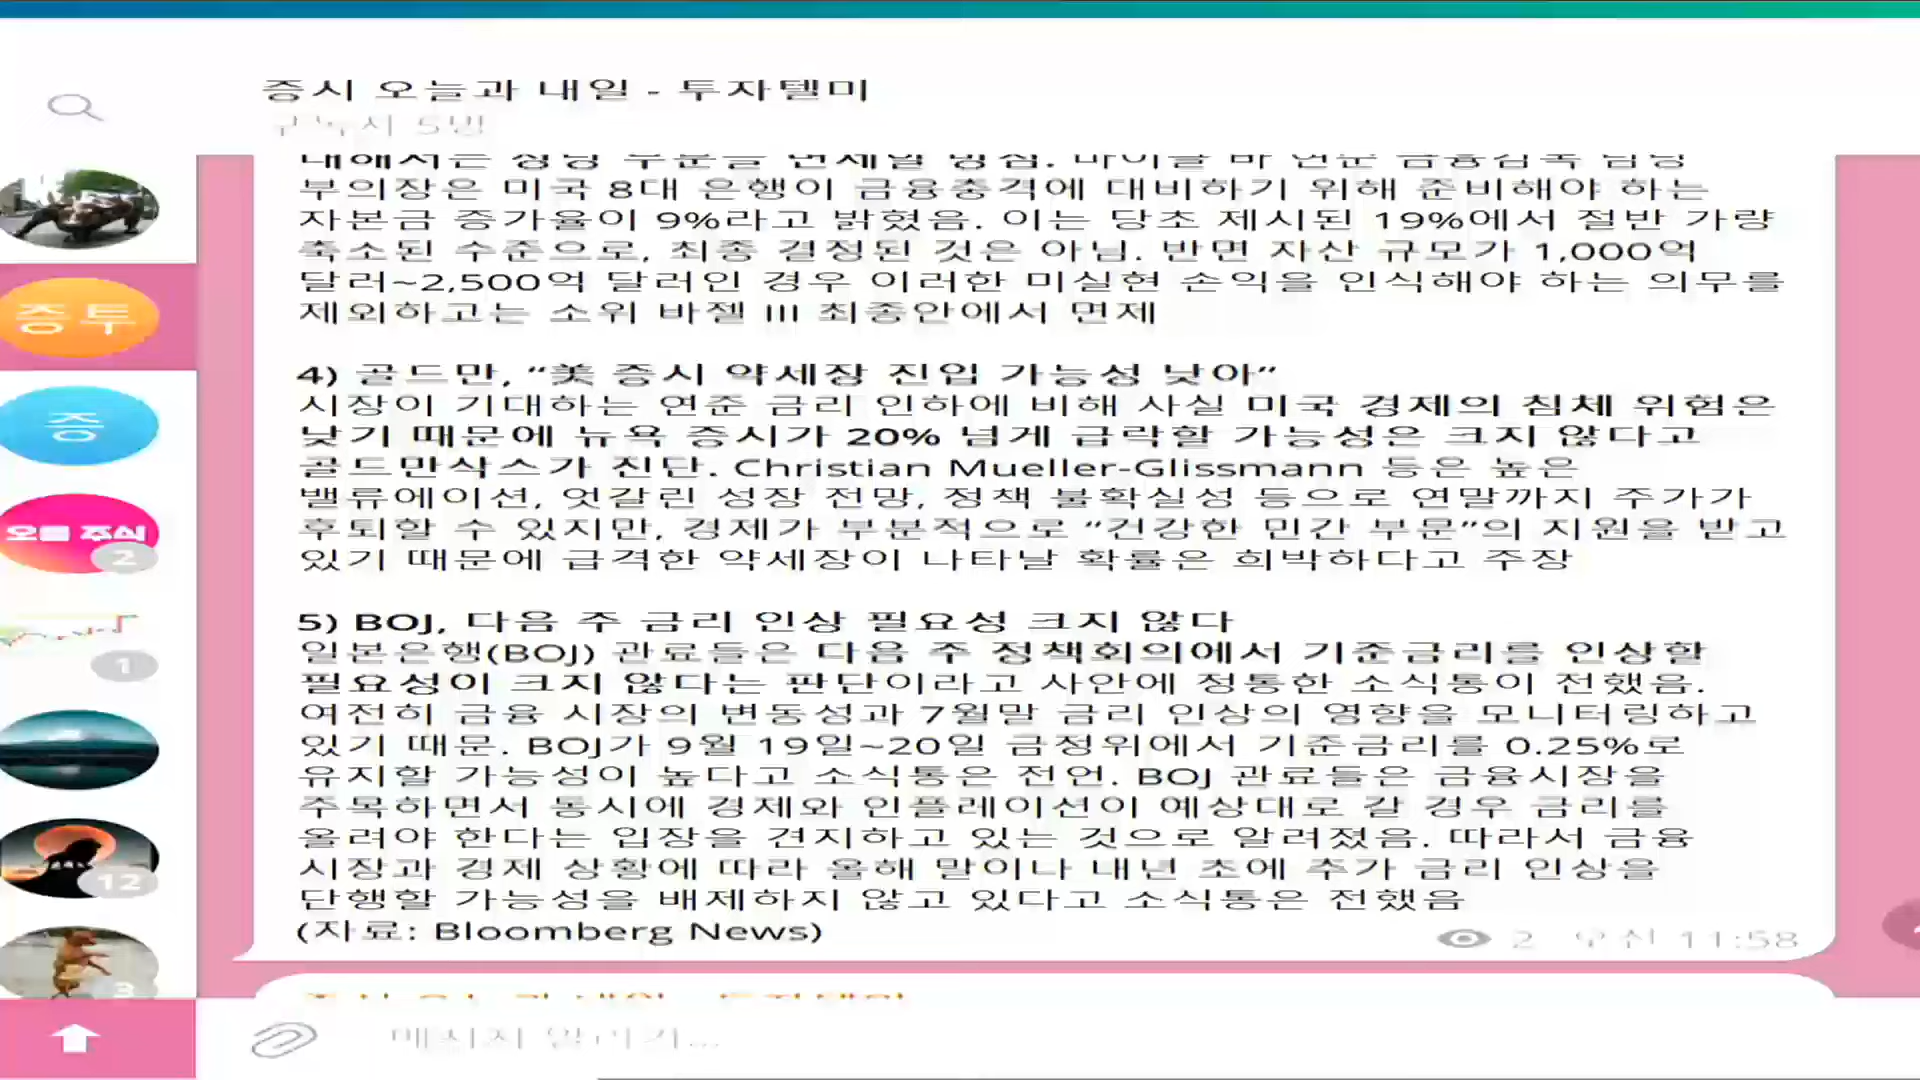 증시 오늘과 내일 - 투자텔미
구독자 5명
부의장은 미국 8대 은행이 금융충격에 대비하기 위해 준비해야 하는
자본금 증가율이 9%라고 밝혔음. 이는 당초 제시된 19%에서 절반 가량
축소된 수준으로, 최종 결정된 것은 아님. 반면 자산 규모가 1,000억
달러~2,500억 달러인 경우 이러한 미실현 손익을 인식해야 하는 의무를
제외하고는 소위 바젤 III 최종안에서 면제
4) 골드만, “美 증시 약세장 진입 가능성 낮아”
시장이 기대하는 연준 금리 인하에 비해 사실 미국 경제의 침체 위험은
낮기 때문에 뉴욕 증시가 20% 넘게 급락할 가능성은 크지 않다고
골드만삭스가 진단. Christian Mueller-Glissmann 등은 높은
밸류에이션, 엇갈린 성장 전망, 정책 불확실성 등으로 연말까지 주가가
후퇴할 수 있지만, 경제가 부분적으로 “건강한 민간 부문”의 지원을 받고
있기 때문에 급격한 약세장이 나타날 확률은 희박하다고 주장
5) BOJ, 다음 주 금리 인상 필요성 크지 않다
일본은행(BOJ) 관료들은 다음 주 정책회의에서 기준금리를 인상할
필요성이 크지 않다는 판단이라고 사안에 정통한 소식통이 전했음.
여전히 금융 시장의 변동성과 7월말 금리 인상의 영향을 모니터링하고
있기 때문. BOJ가 9월 19일~20일 금정위에서 기준금리를 0.25%로
유지할 가능성이 높다고 소식통은 전언. BOJ 관료들은 금융시장을
주목하면서 동시에 경제와 인플레이션이 예상대로 갈 경우 금리를
올려야 한다는 입장을 견지하고 있는 것으로 알려졌음. 따라서 금융
시장과 경제 상황에 따라 올해 말이나 내년 초에 추가 금리 인상을
단행할 가능성을 배제하지 않고 있다고 소식통은 전했음
(자료: Bloomberg News)
2 오전 11:58
증투
증
오늘 주식
2
1
12
3